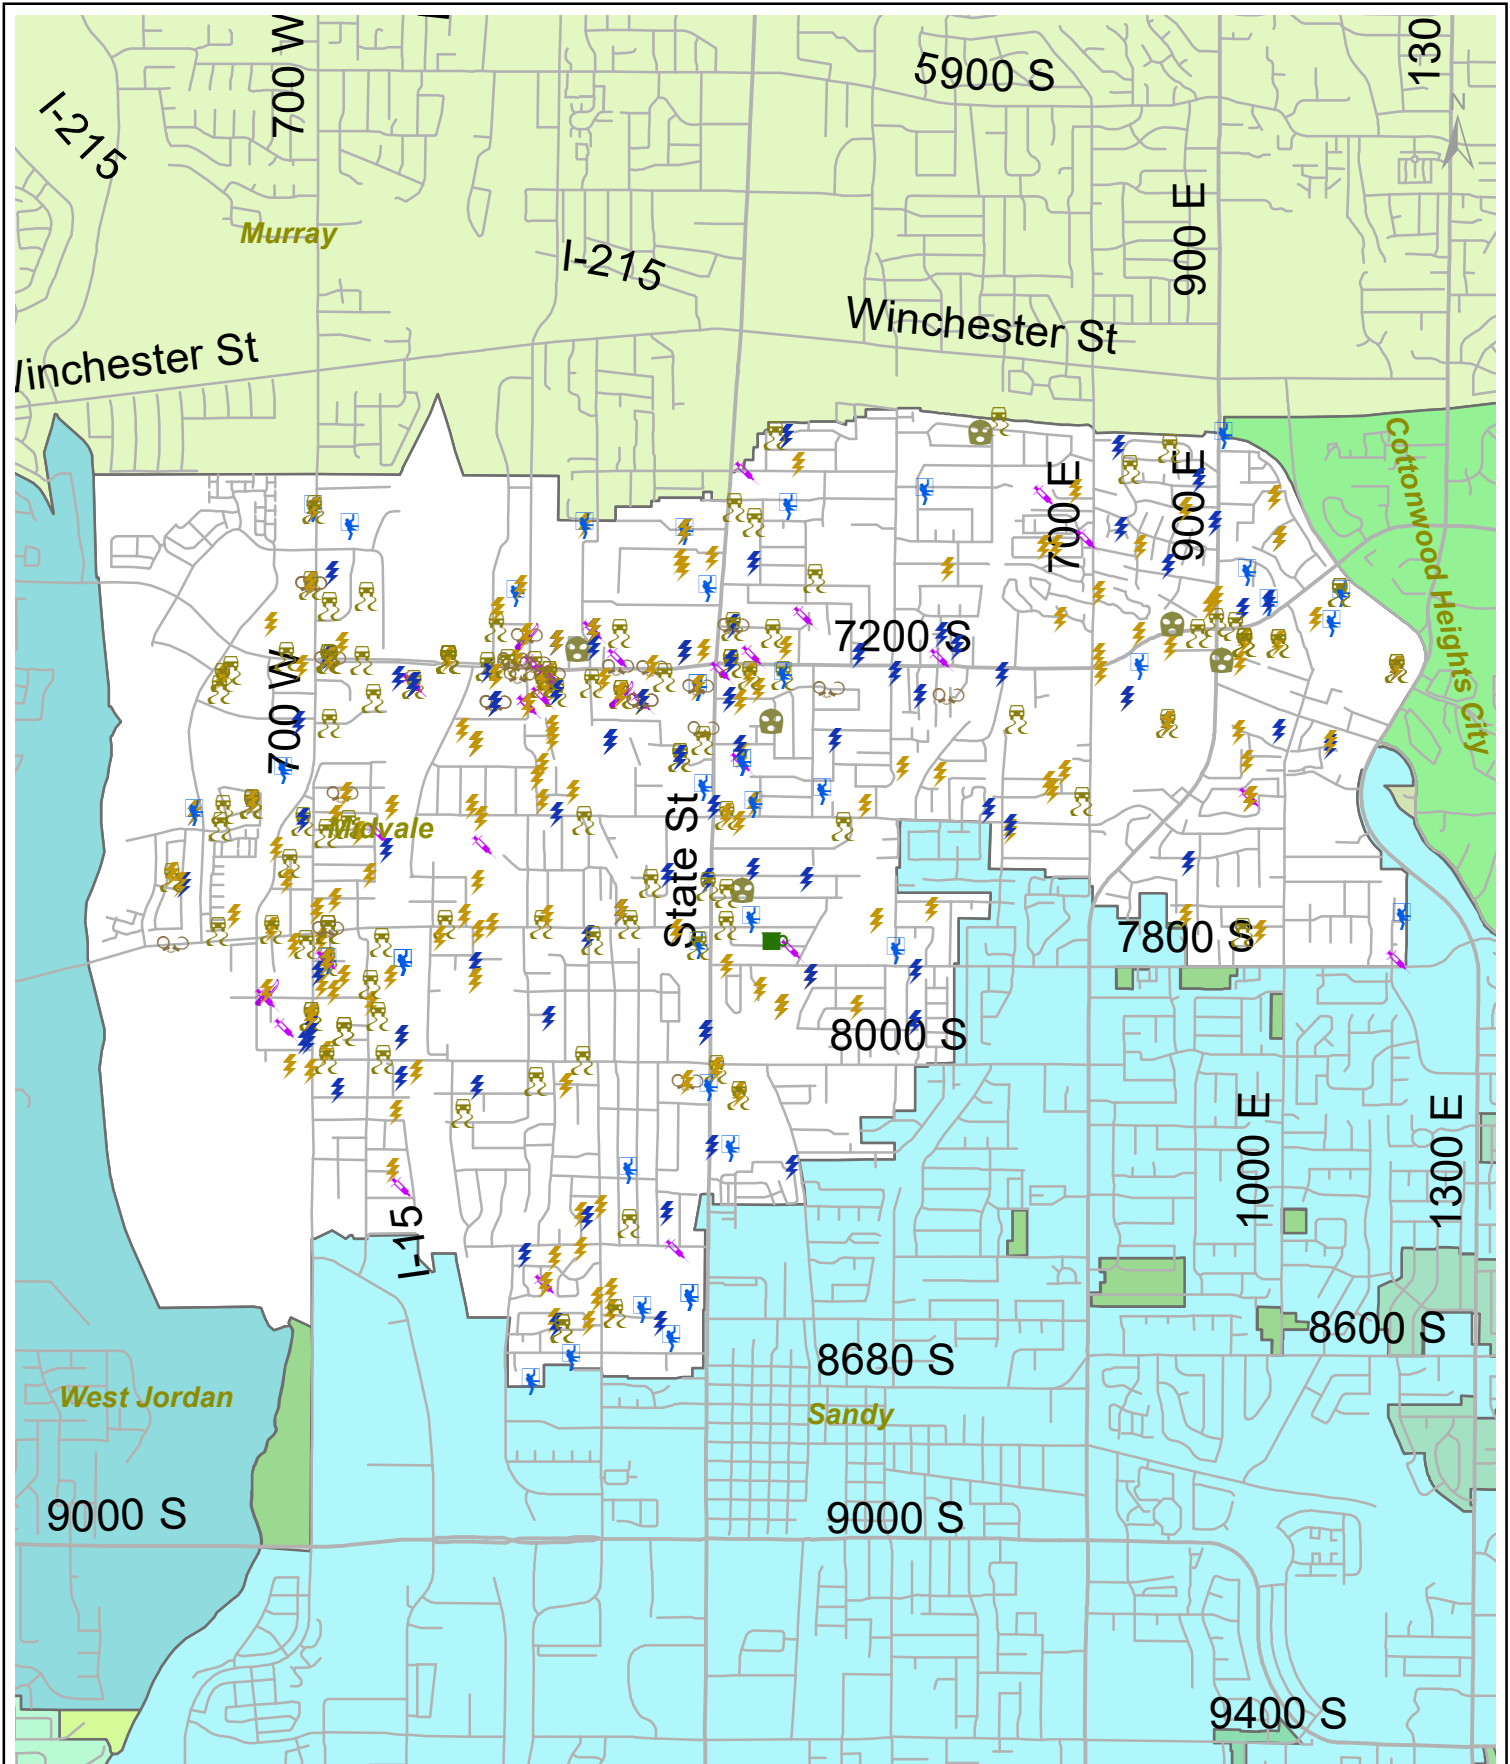 700 W
5900 S
130
I-215
N
Murray
900 E
I-215
Winchester St
Winchester St
Cottonwood Heights City
700 E
900 E
7200 S
700 W
Midvale
State St
7800 S
8000 S
1000 E
1300 E
I-15
8600 S
8680 S
West Jordan
Sandy
9000 S
9000 S
9400 S